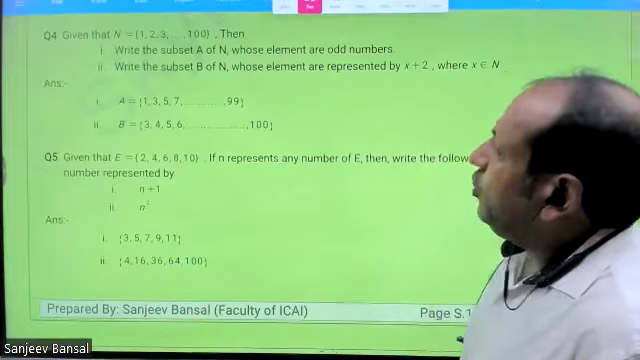 Q4 Given that N = {1, 2, 3, ...., 100}, Then
i. Write the subset A of N, whose element are odd numbers.
ii. Write the subset B of N, whose element are represented by x + 2, where x ∈ N
Ans:-
i. A = {1, 3, 5, 7, ............, 99}
ii. B = {3, 4, 5, 6, .................., 100}
Q5 Given that E = {2, 4, 6, 8, 10}. If n represents any number of E, then, write the follow
number represented by
i. n + 1
ii. n²
Ans:-
i. {3, 5, 7, 9, 11}
ii. {4, 16, 36, 64, 100}
Prepared By: Sanjeev Bansal (Faculty of ICAI) Page S.1
Sanjeev Bansal